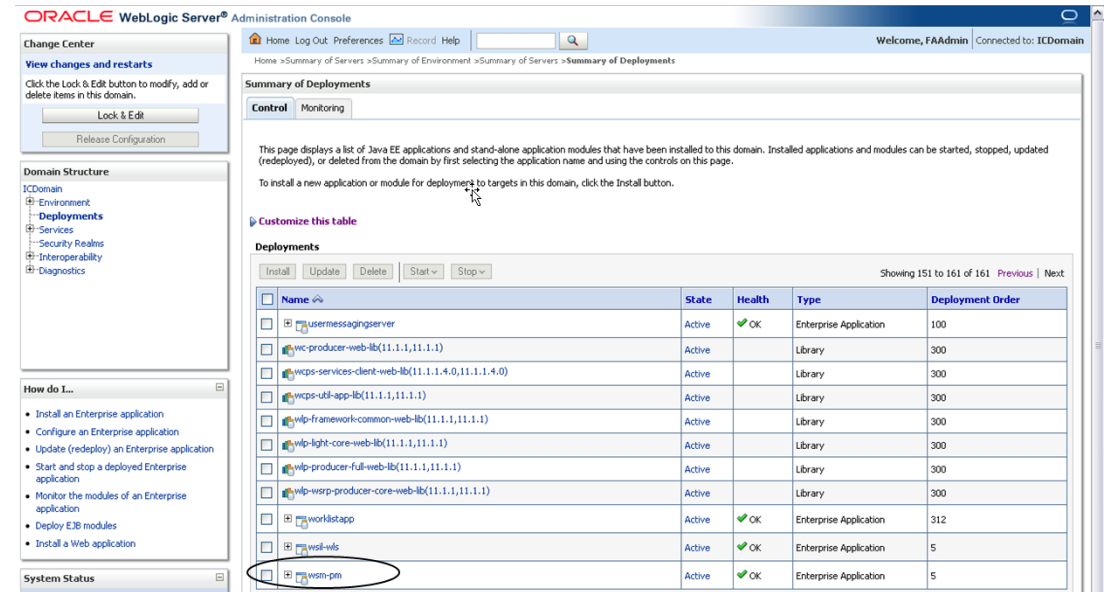 ORACLE WebLogic Server® Administration Console
Change Center
View changes and restarts
Click the Lock & Edit button to modify, add or
delete items in this domain.
Lock & Edit
Release Configuration
Domain Structure
ICDomain
Environment
Deployments
Services
Security Realms
Interoperability
Diagnostics
How do I...
Install an Enterprise application
Configure an Enterprise application
Update (redeploy) an Enterprise application
Start and stop a deployed Enterprise
application
Monitor the modules of an Enterprise
application
Deploy EJB modules
Install a Web application
System Status
Home Log Out Preferences Record Help
Welcome, FAAdmin Connected to: ICDomain
Home >Summary of Servers >Summary of Environment >Summary of Servers >Summary of Deployments
Summary of Deployments
Control Monitoring
This page displays a list of Java EE applications and stand-alone application modules that have been installed to this domain. Installed applications and modules can be started, stopped, updated
(redeployed), or deleted from the domain by first selecting the application name and using the controls on this page.
To install a new application or module for deployment to targets in this domain, click the Install button.
Customize this table
Deployments
Install Update Delete Start Stop Showing 151 to 161 of 161 Previous | Next
Name State Health Type Deployment Order
usermessagingserver Active OK Enterprise Application 100
wc-producer-web-lib(11.1.1,11.1.1) Active Library 300
wcps-services-client-web-lib(11.1.1.4.0,11.1.1.4.0) Active Library 300
wcps-util-app-lib(11.1.1,11.1.1) Active Library 300
wlp-framework-common-web-lib(11.1.1,11.1.1) Active Library 300
wlp-light-core-web-lib(11.1.1,11.1.1) Active Library 300
wlp-producer-full-web-lib(11.1.1,11.1.1) Active Library 300
wlp-wsrp-producer-core-web-lib(11.1.1,11.1.1) Active Library 300
worklistapp Active OK Enterprise Application 312
wsil-wls Active OK Enterprise Application 5
wsm-pm Active OK Enterprise Application 5